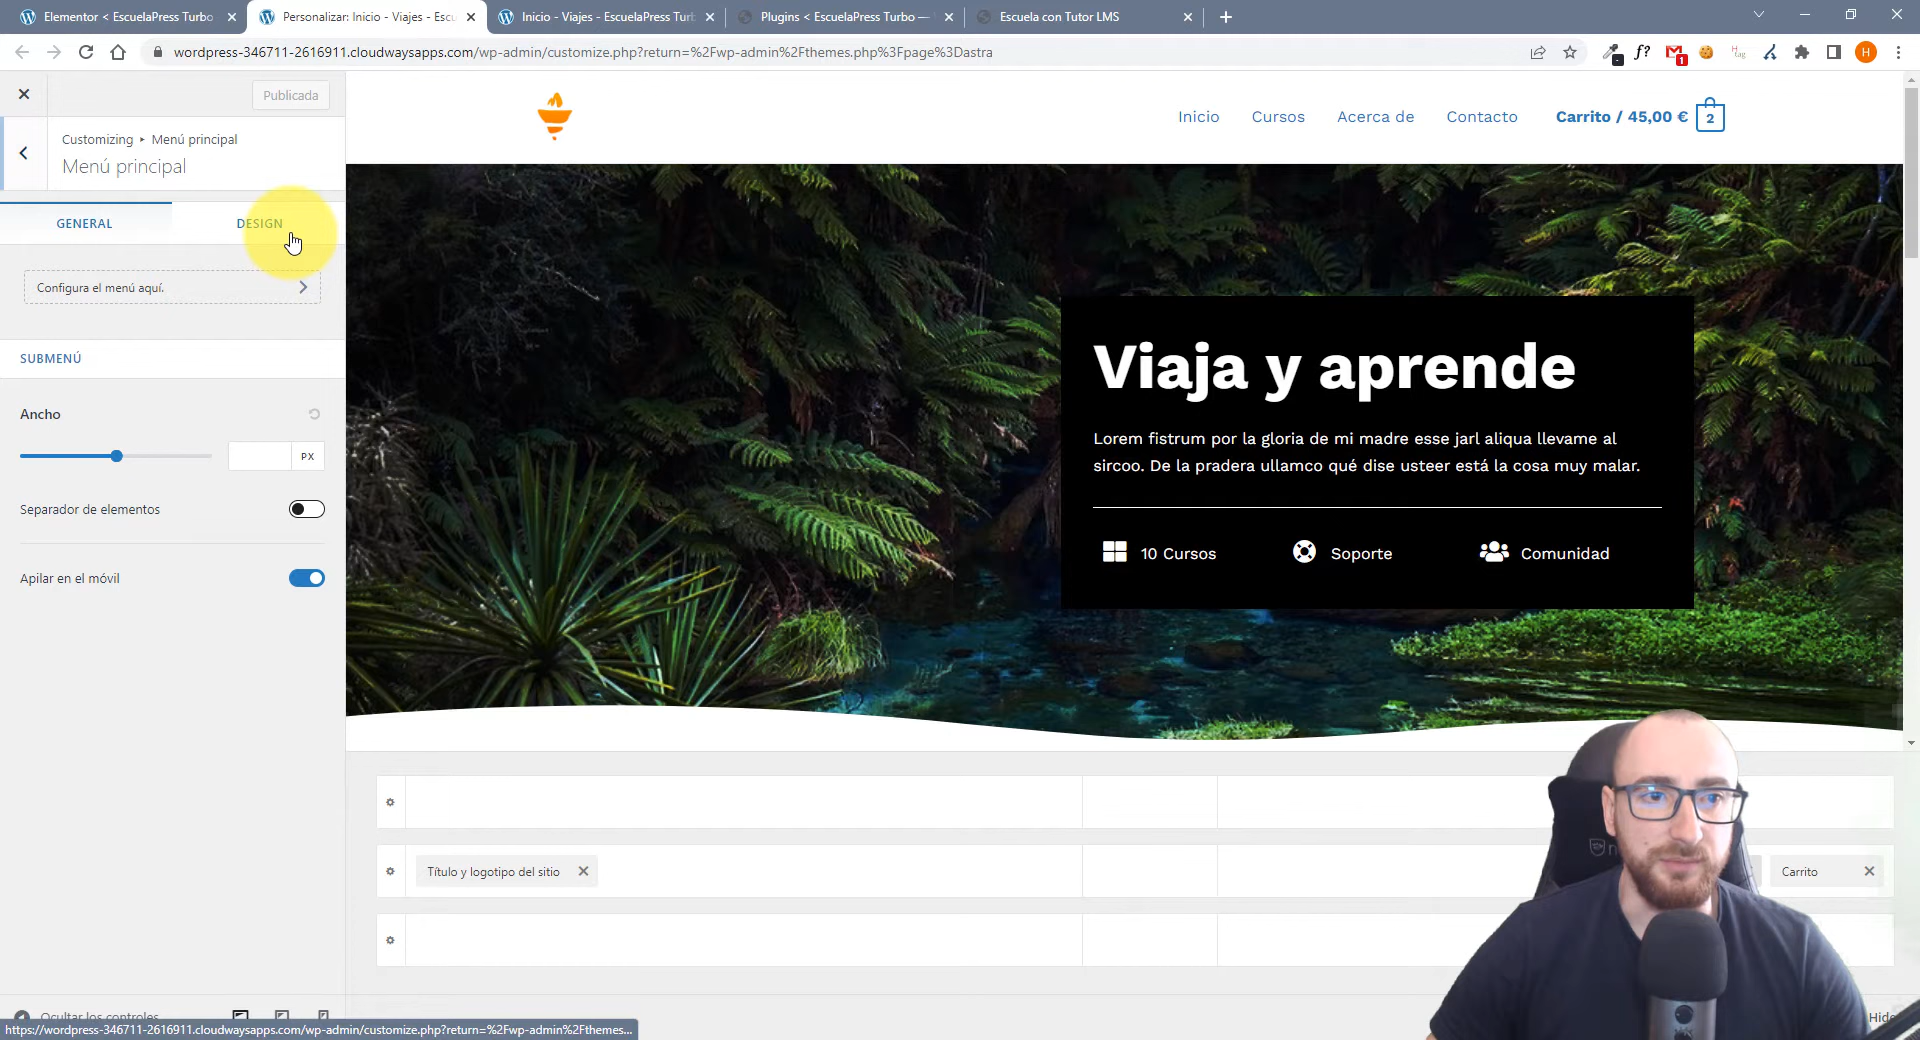 Elementor < EscuelaPress Turbo
Personalizar: Inicio - Viajes - Escu
Inicio - Viajes - EscuelaPress Turb
Plugins < EscuelaPress Turbo —
Escuela con Tutor LMS
wordpress-346711-2616911.cloudwaysapps.com/wp-admin/customize.php?return=%2Fwp-admin%2Fthemes.php%3Fpage%3Dastra
f?
1
H
Publicada
Customizing ▸ Menú principal
Menú principal
GENERAL
DESIGN
Configura el menú aquí.
SUBMENÚ
Ancho
PX
Separador de elementos
Apilar en el móvil
Inicio
Cursos
Acerca de
Contacto
Carrito / 45,00 €
2
Viaja y aprende
Lorem fistrum por la gloria de mi madre esse jarl aliqua llevame al
sircoo. De la pradera ullamco qué dise usteer está la cosa muy malar.
10 Cursos
Soporte
Comunidad
Título y logotipo del sitio
Carrito
Ocultar los controles
https://wordpress-346711-2616911.cloudwaysapps.com/wp-admin/customize.php?return=%2Fwp-admin%2Fthemes...